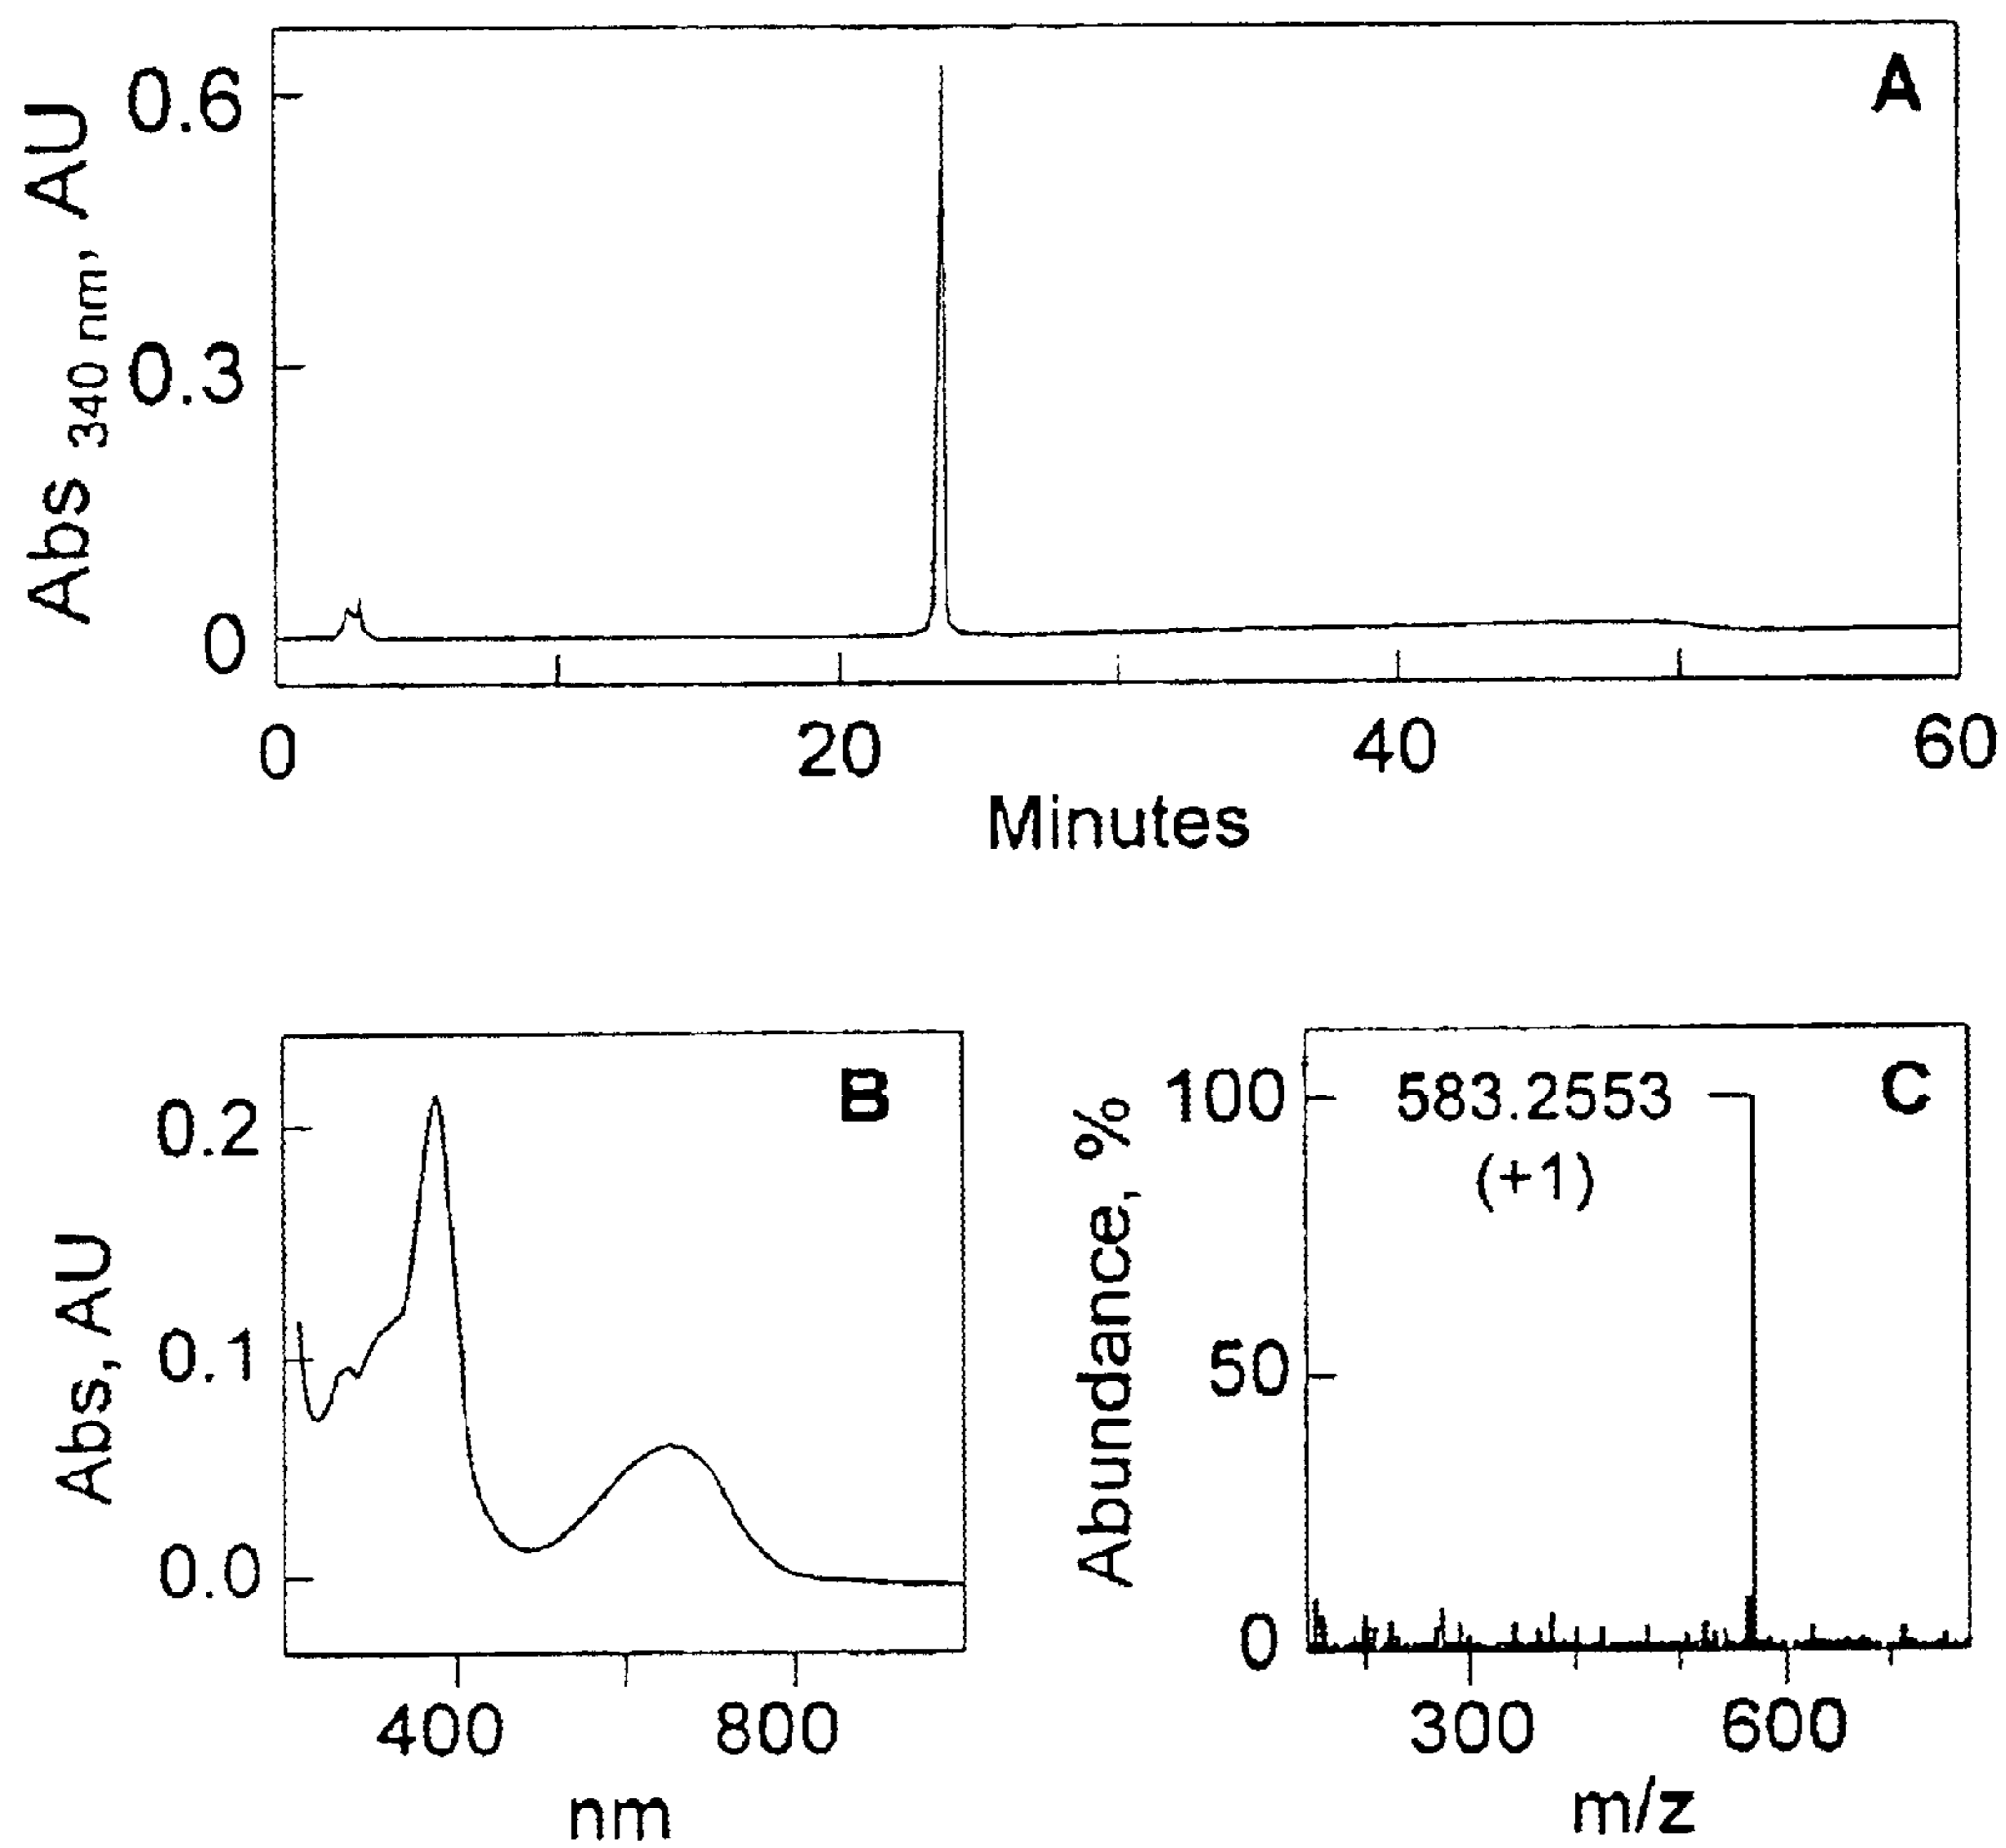 A
0.6
0.3
0
Abs 340 nm, AU
0 20 40 60
Minutes
B
0.2
0.1
0.0
Abs, AU
400 800
nm
C
100
50
0
Abundance, %
583.2553
(+1)
300 600
m/z